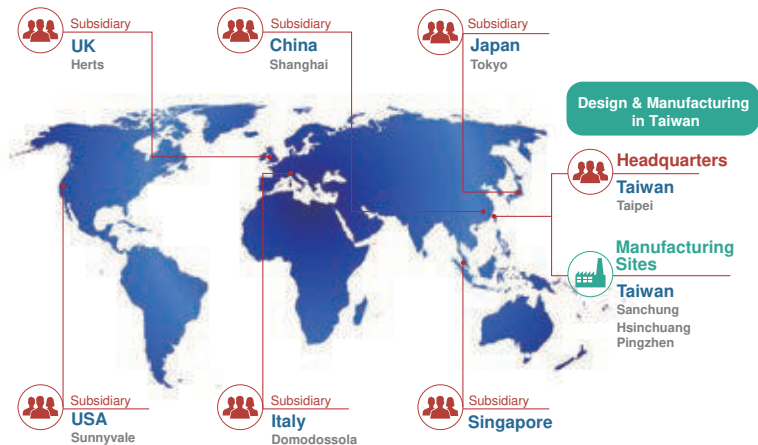 Subsidiary
UK
Herts
Subsidiary
China
Shanghai
Subsidiary
Japan
Tokyo
Design & Manufacturing
in Taiwan
Headquarters
Taiwan
Taipei
Manufacturing
Sites
Taiwan
Sanchung
Hsinchuang
Pingzhen
Subsidiary
USA
Sunnyvale
Subsidiary
Italy
Domodossola
Subsidiary
Singapore